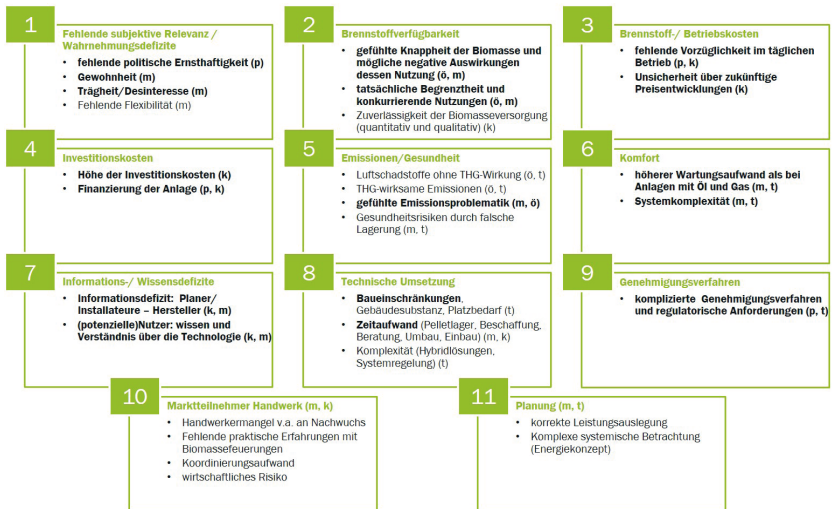 1
Fehlende subjektive Relevanz /
Wahrnehmungsdefizite
• fehlende politische Ernsthaftigkeit (p)
• Gewohnheit (m)
• Trägheit/Desinteresse (m)
• Fehlende Flexibilität (m)
2
Brennstoffverfügbarkeit
• gefühlte Knappheit der Biomasse und
mögliche negative Auswirkungen
dessen Nutzung (ö, m)
• tatsächliche Begrenztheit und
konkurrierende Nutzungen (ö, m)
• Zuverlässigkeit der Biomasseversorgung
(quantitativ und qualitativ) (k)
3
Brennstoff-/ Betriebskosten
• fehlende Vorzüglichkeit im täglichen
Betrieb (p, k)
• Unsicherheit über zukünftige
Preisentwicklungen (k)
4
Investitionskosten
• Höhe der Investitionskosten (k)
• Finanzierung der Anlage (p, k)
5
Emissionen/Gesundheit
• Luftschadstoffe ohne THG-Wirkung (ö, t)
• THG-wirksame Emissionen (ö, t)
• gefühlte Emissionsproblematik (m, ö)
• Gesundheitsrisiken durch falsche
Lagerung (m, t)
6
Komfort
• höherer Wartungsaufwand als bei
Anlagen mit Öl und Gas (m, t)
• Systemkomplexität (m, t)
7
Informations-/ Wissensdefizite
• Informationsdefizit: Planer/
Installateure – Hersteller (k, m)
• (potenzielle)Nutzer: wissen und
Verständnis über die Technologie (k, m)
8
Technische Umsetzung
• Baueinschränkungen,
Gebäudesubstanz, Platzbedarf (t)
• Zeitaufwand (Pelletlager, Beschaffung,
Beratung, Umbau, Einbau) (m, k)
• Komplexität (Hybridlösungen,
Systemregelung) (t)
9
Genehmigungsverfahren
• komplizierte Genehmigungsverfahren
und regulatorische Anforderungen (p, t)
10
Marktteilnehmer Handwerk (m, k)
• Handwerkermangel v.a. an Nachwuchs
• Fehlende praktische Erfahrungen mit
Biomassefeuerungen
• Koordinierungsaufwand
• wirtschaftliches Risiko
11
Planung (m, t)
• korrekte Leistungsauslegung
• Komplexe systemische Betrachtung
(Energiekonzept)